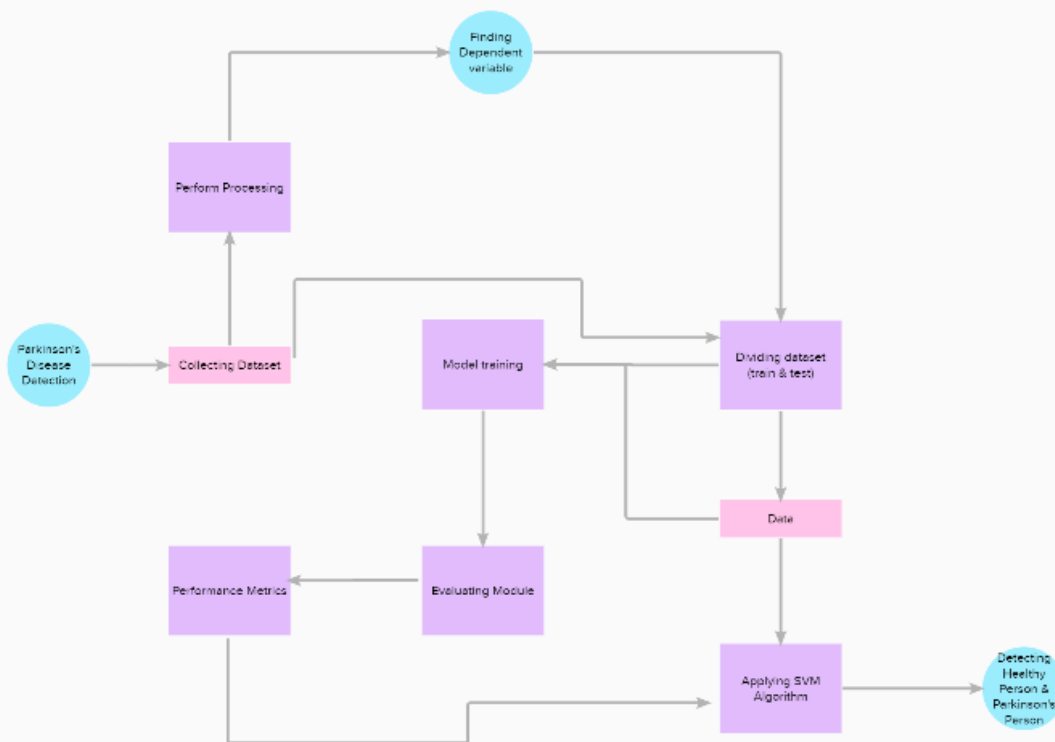 Finding
Dependent
variable
Perform Processing
Parkinson's
Disease
Detection
Collecting Dataset
Model training
Dividing dataset
(train & test)
Data
Performance Metrics
Evaluating Module
Applying SVM
Algorithm
Detecting
Healthy
Person &
Parkinson's
Person